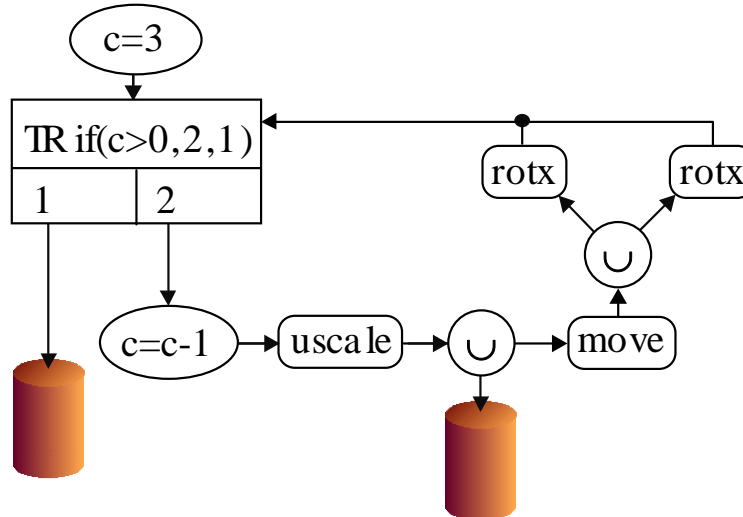 c=3
TR if(c>0,2,1)
1 2
rotx rotx
∪
c=c-1 uscale ∪ move